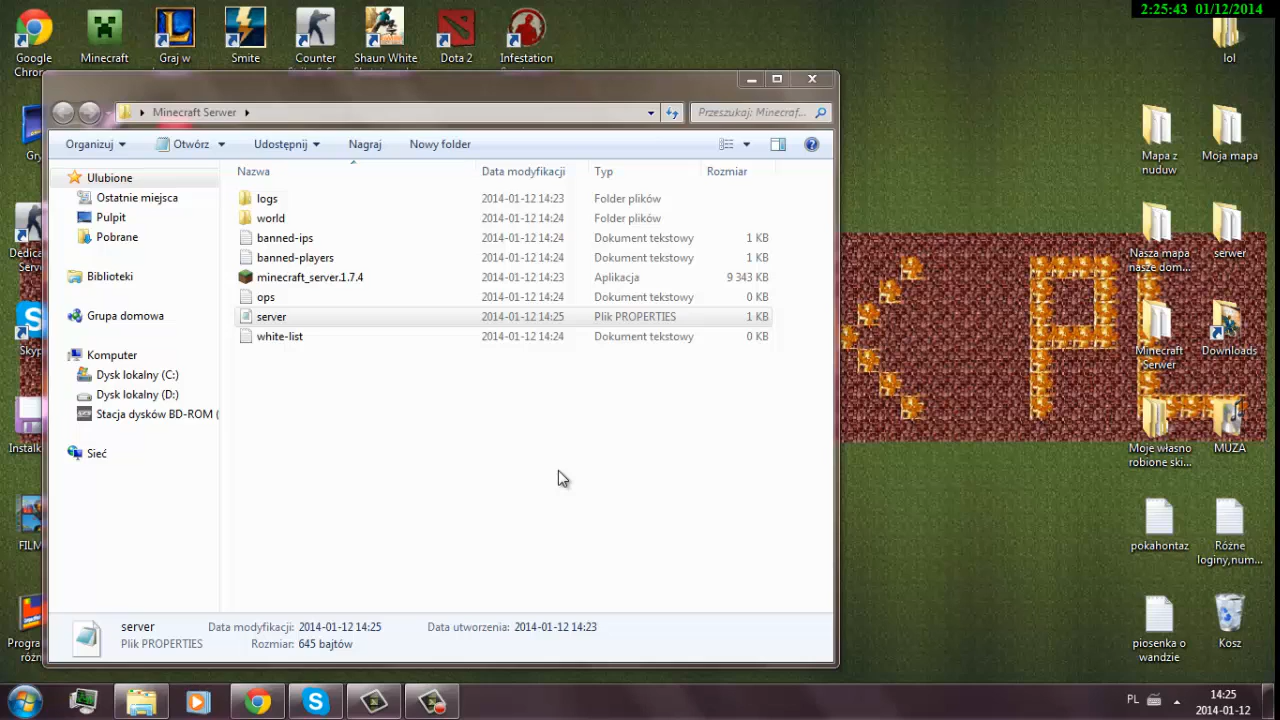 2:25:43 01/12/2014
Google Chrom...
Minecraft
Graj w
Smite
Counter
Shaun White
Dota 2
Infestation
lol
Minecraft Serwer
Przeszukaj: Minecraf...
Organizuj
Otwórz
Udostępnij
Nagraj
Nowy folder
Nazwa
Data modyfikacji
Typ
Rozmiar
Ulubione
Ostatnie miejsca
Pulpit
Pobrane
Biblioteki
Grupa domowa
Komputer
Dysk lokalny (C:)
Dysk lokalny (D:)
Stacja dysków BD-ROM (
Sieć
logs 2014-01-12 14:23 Folder plików
world 2014-01-12 14:24 Folder plików
banned-ips 2014-01-12 14:24 Dokument tekstowy 1 KB
banned-players 2014-01-12 14:24 Dokument tekstowy 1 KB
minecraft_server.1.7.4 2014-01-12 14:23 Aplikacja 9 343 KB
ops 2014-01-12 14:24 Dokument tekstowy 0 KB
server 2014-01-12 14:25 Plik PROPERTIES 1 KB
white-list 2014-01-12 14:24 Dokument tekstowy 0 KB
server Data modyfikacji: 2014-01-12 14:25 Data utworzenia: 2014-01-12 14:23
Plik PROPERTIES Rozmiar: 645 bajtów
Gry
Dedica
Serve
Skyp
Instalk
FILM
Progra
różn
Mapa z
nuduw
Moja mapa
Nasza mapa
nasze dom...
serwer
Minecraft
Serwer
Downloads
Moje własno
robione ski...
MUZA
pokahontaz
Różne
loginy,num...
piosenka o
wandzie
Kosz
PL
14:25
2014-01-12